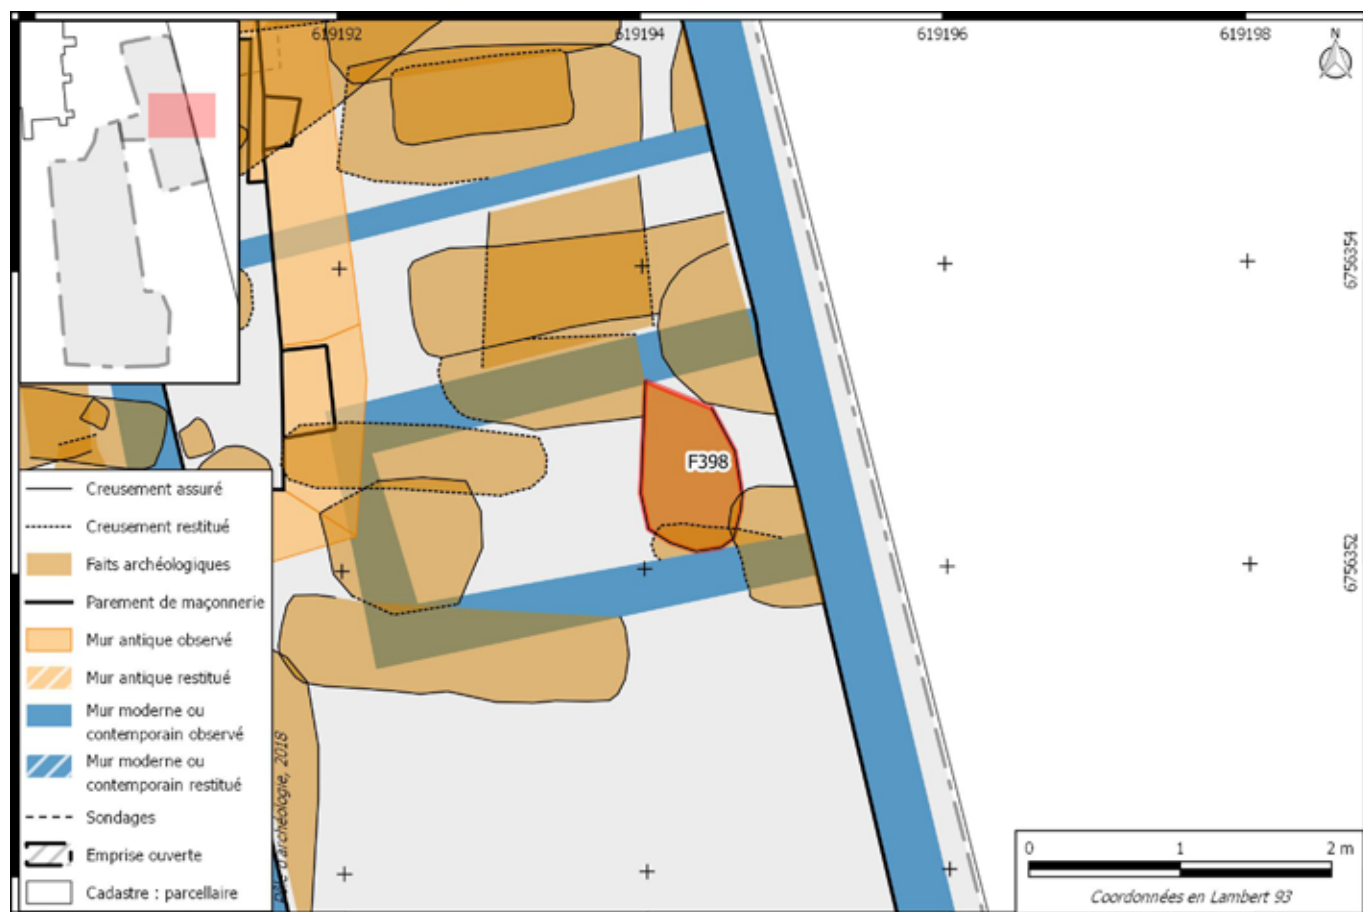 619192
619194
619196
619198
N
6756354
F398
6756352
Creusement assuré
Creusement restitué
Faits archéologiques
Parement de maçonnerie
Mur antique observé
Mur antique restitué
Mur moderne ou
contemporain observé
Mur moderne ou
contemporain restitué
Sondages
Emprise ouverte
Cadastre : parcellaire
d'archéologie, 2018
0 1 2 m
Coordonnées en Lambert 93